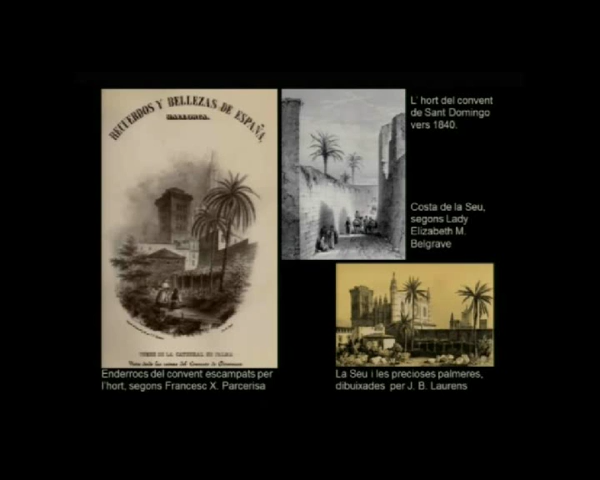 RECUERDOS Y BELLEZAS DE ESPAÑA,
MALLORCA.
L' hort del convent
de Sant Domingo
vers 1840.
Costa de la Seu,
segons Lady
Elizabeth M.
Belgrave
TORRE DE LA CATEDRAL DE PALMA
Enderrocs del convent escampats per
l'hort, segons Francesc X. Parcerisa
La Seu i les precioses palmeres,
dibuixades per J. B. Laurens